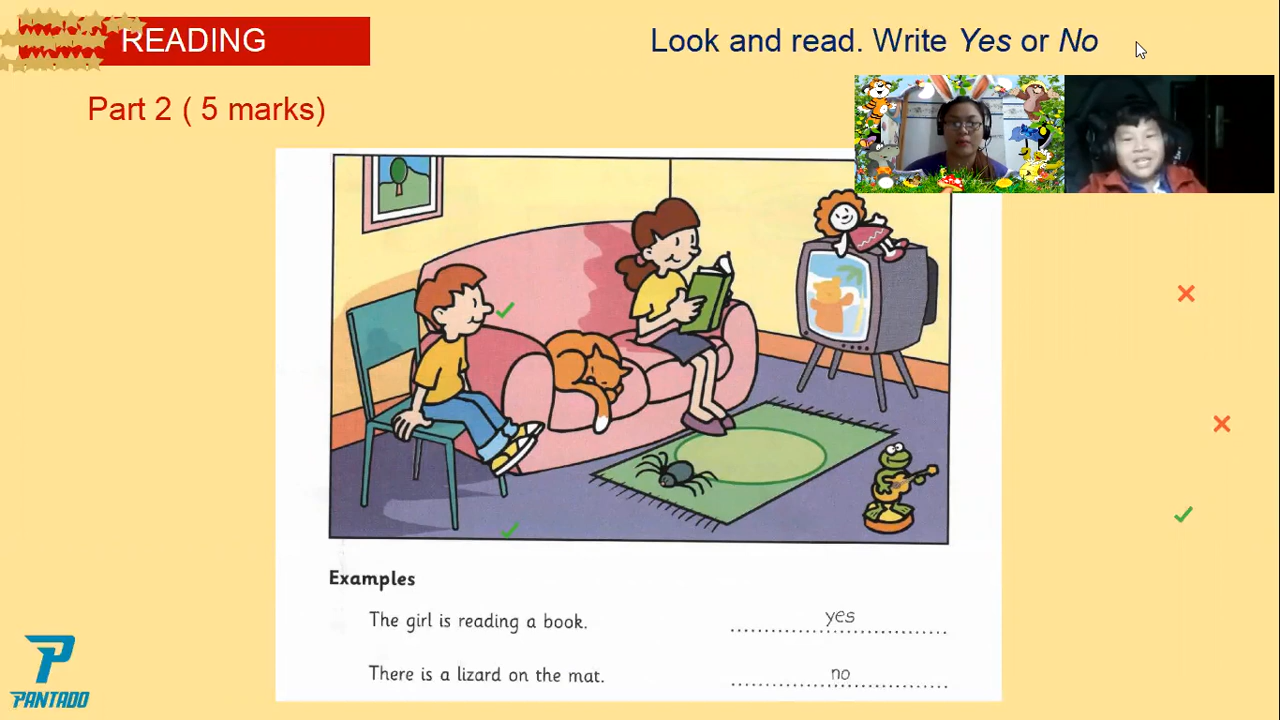 READING
Look and read. Write Yes or No
Part 2 ( 5 marks)
Examples
The girl is reading a book. yes
There is a lizard on the mat. no
PANTADO